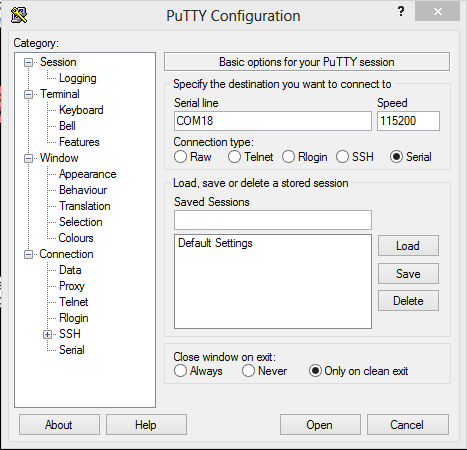 PuTTY Configuration
?
Category:
Session
Logging
Terminal
Keyboard
Bell
Features
Window
Appearance
Behaviour
Translation
Selection
Colours
Connection
Data
Proxy
Telnet
Rlogin
SSH
Serial
Basic options for your PuTTY session
Specify the destination you want to connect to
Serial line Speed
COM18 115200
Connection type:
Raw Telnet Rlogin SSH Serial
Load, save or delete a stored session
Saved Sessions
Default Settings
Load
Save
Delete
Close window on exit:
Always Never Only on clean exit
About Help Open Cancel